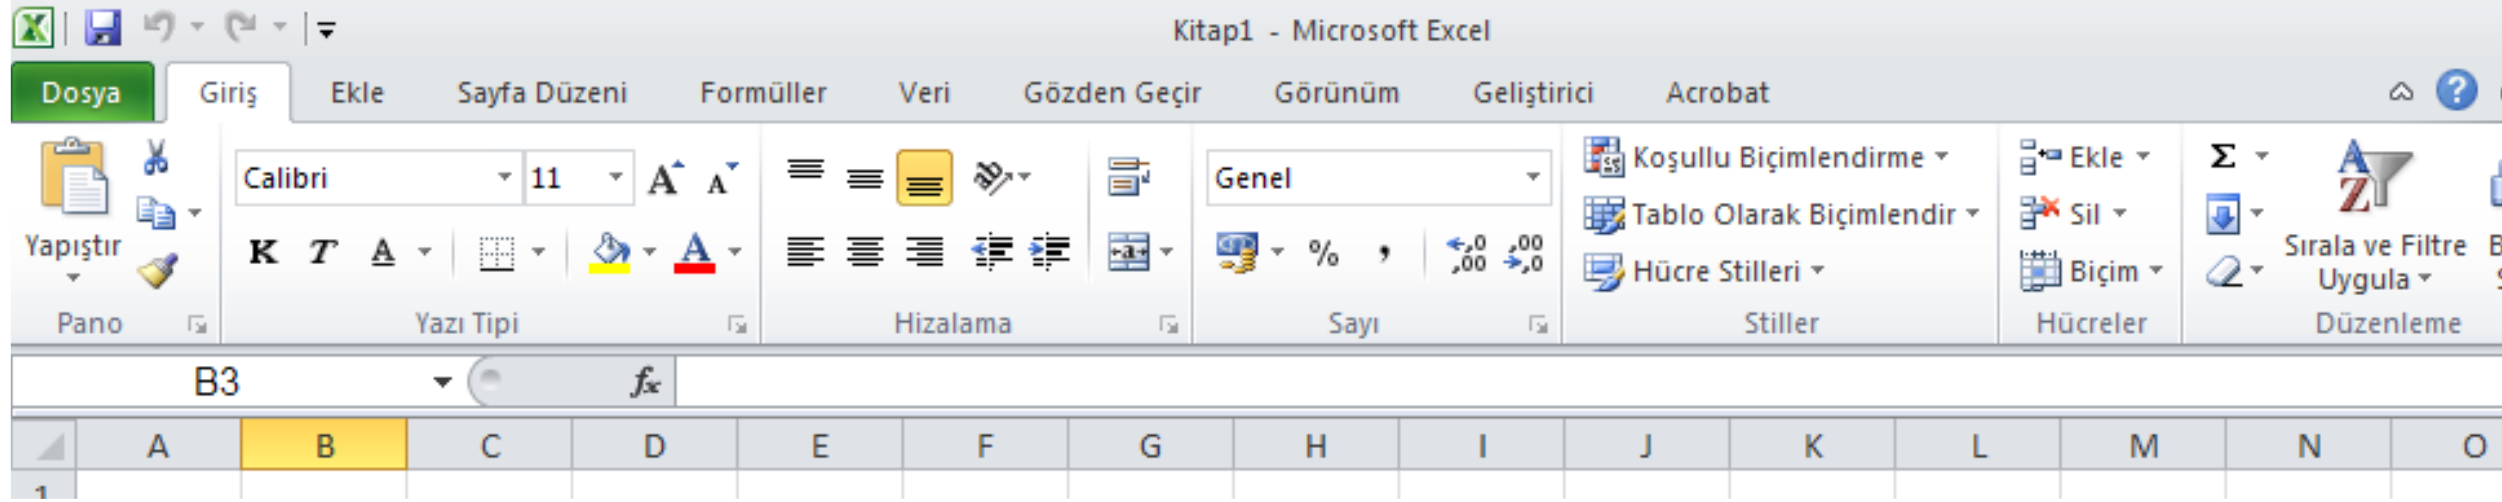 Kitap1 - Microsoft Excel
Dosya Giriş Ekle Sayfa Düzeni Formüller Veri Gözden Geçir Görünüm Geliştirici Acrobat
Yapıştır
Pano
Calibri 11
K T A
Yazı Tipi
Hizalama
Genel
% ,
Sayı
Koşullu Biçimlendirme
Tablo Olarak Biçimlendir
Hücre Stilleri
Stiller
Ekle
Sil
Biçim
Hücreler
Σ
Sırala ve Filtre
Uygula
Düzenleme
B3 fx
A B C D E F G H I J K L M N O
1